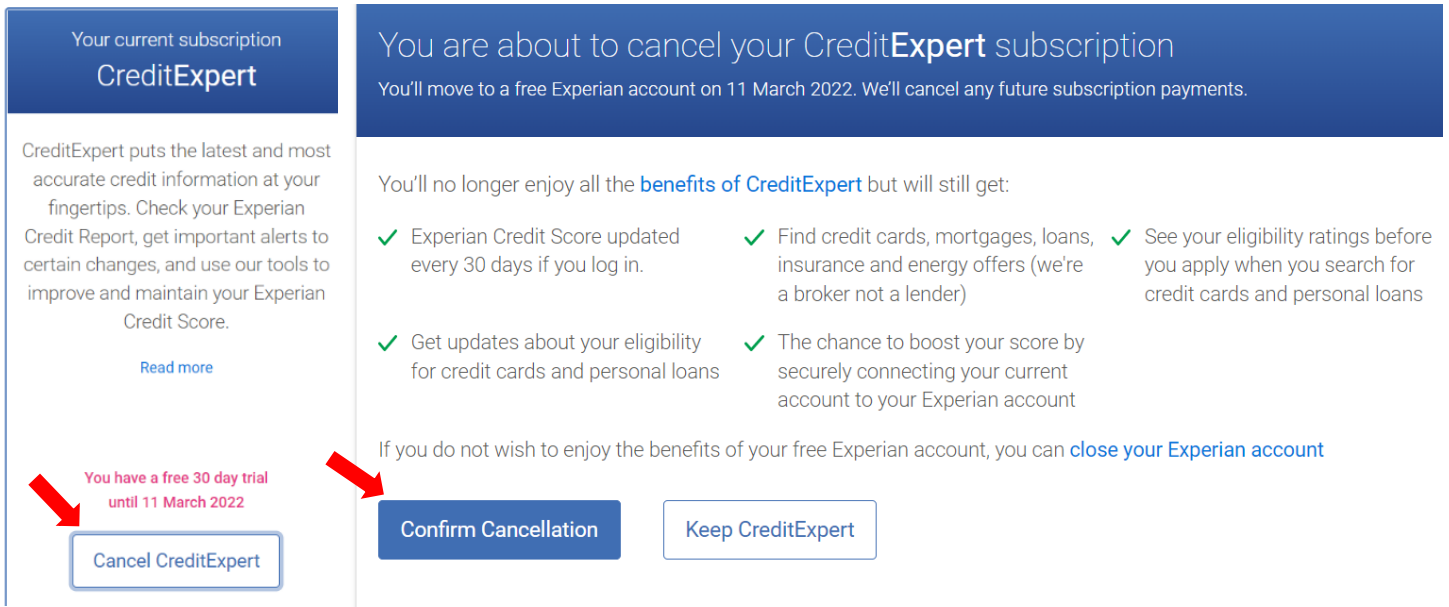 Your current subscription
CreditExpert
CreditExpert puts the latest and most
accurate credit information at your
fingertips. Check your Experian
Credit Report, get important alerts to
certain changes, and use our tools to
improve and maintain your Experian
Credit Score.
Read more
You have a free 30 day trial
until 11 March 2022
Cancel CreditExpert
You are about to cancel your CreditExpert subscription
You'll move to a free Experian account on 11 March 2022. We'll cancel any future subscription payments.
You'll no longer enjoy all the benefits of CreditExpert but will still get:
Experian Credit Score updated
every 30 days if you log in.
Find credit cards, mortgages, loans,
insurance and energy offers (we're
a broker not a lender)
See your eligibility ratings before
you apply when you search for
credit cards and personal loans
Get updates about your eligibility
for credit cards and personal loans
The chance to boost your score by
securely connecting your current
account to your Experian account
If you do not wish to enjoy the benefits of your free Experian account, you can close your Experian account
Confirm Cancellation
Keep CreditExpert